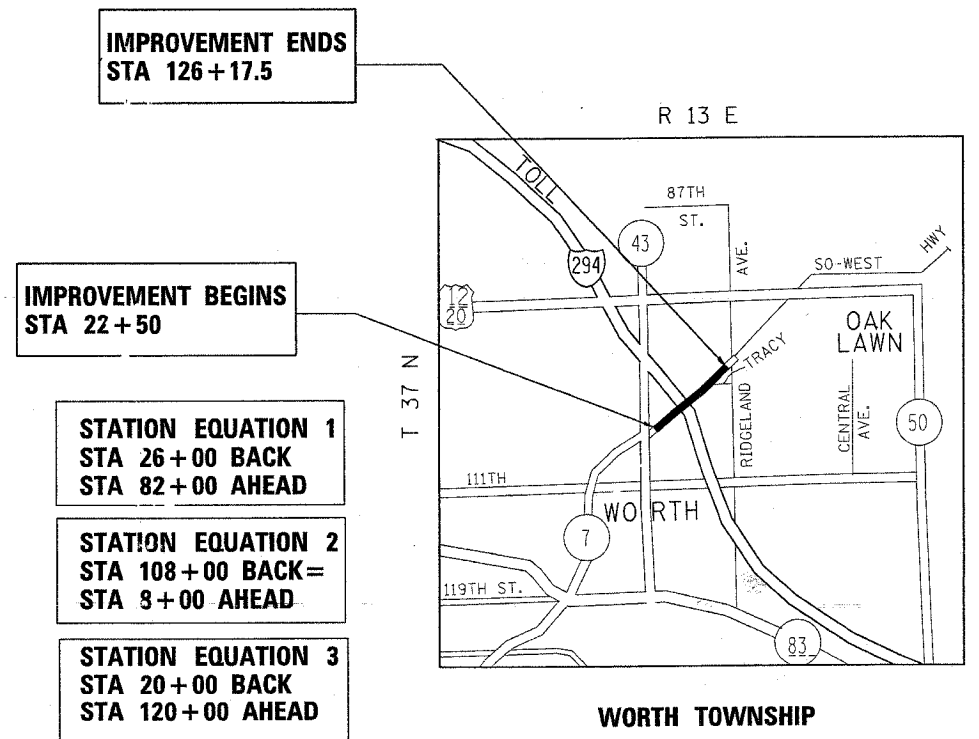 IMPROVEMENT ENDS
STA 126+17.5
R 13 E
TOLL
87TH
ST.
43
AVE.
SO-WEST
HWY
294
IMPROVEMENT BEGINS
STA 22+50
12
20
OAK
LAWN
TRACY
T 37 N
RIDGELAND
CENTRAL
AVE.
50
STATION EQUATION 1
STA 26+00 BACK
STA 82+00 AHEAD
111TH
WORTH
7
STATION EQUATION 2
STA 108+00 BACK=
STA 8+00 AHEAD
119TH ST.
83
STATION EQUATION 3
STA 20+00 BACK
STA 120+00 AHEAD
WORTH TOWNSHIP